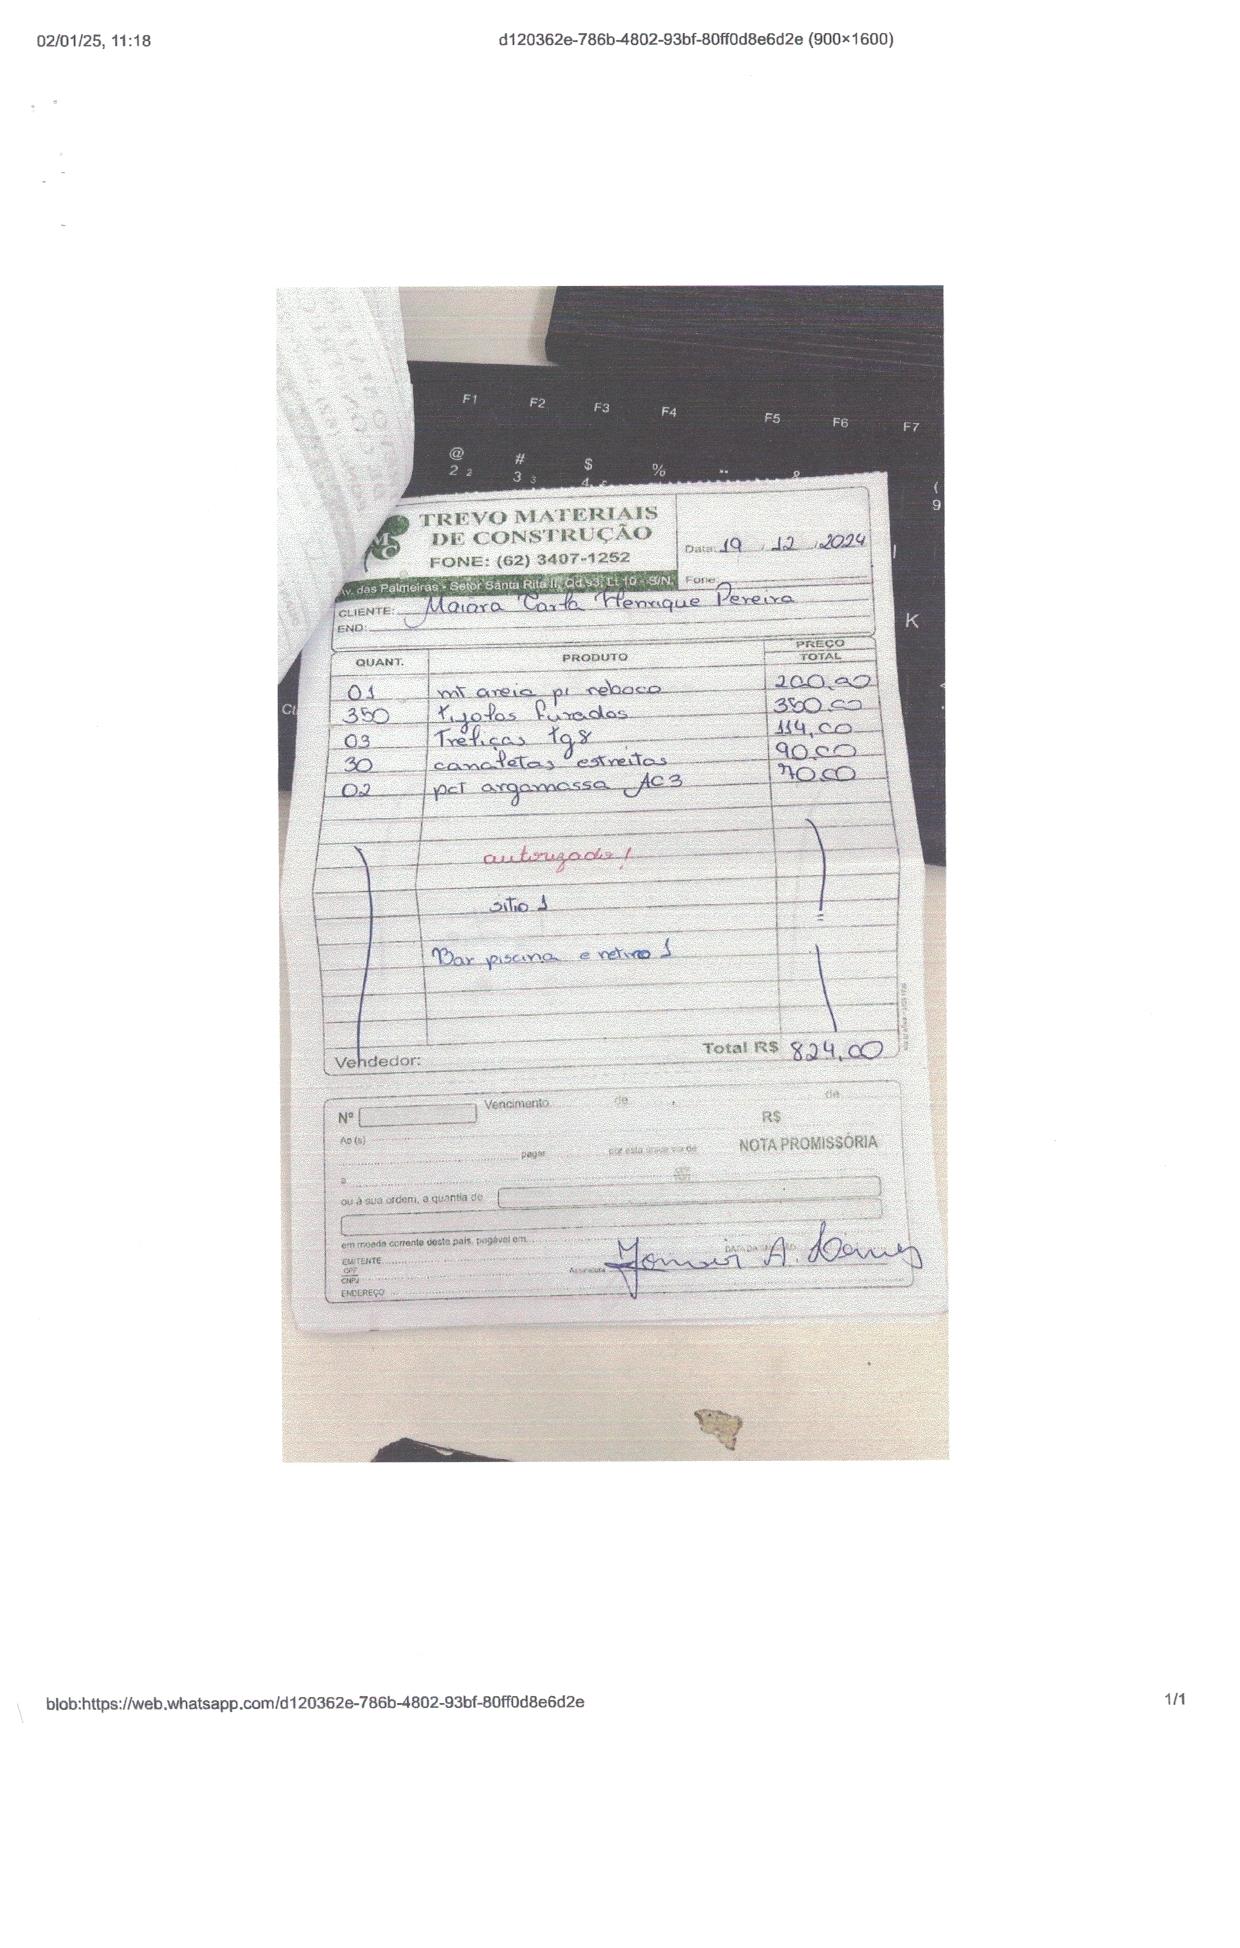 02/01/25, 11:18 d120362e-786b-4802-93bf-80ff0d8e6d2e (900×1600)
F1 F2 F3 F4 F5 F6 F7
@ # $ %
2 2 3 3
( 9
K
TREVO MATERIAIS
DE CONSTRUÇÃO
FONE: (62) 3407-1252
Data: 19 / 12 / 2024
Av. das Palmeiras - Setor Santa Rita II, Qd 93, Lt 10 - S/N. Fone:
CLIENTE: Maiara Carla Henrique Pereira
END:
QUANT. PRODUTO PREÇO TOTAL
01 mt areia p/ reboco 200,00
350 tijolos furados 350,00
03 Treliças tg8 114,00
30 canaletas estreitas 90,00
02 pct argamassa AC3 70,00
autorizado!
sitio 1
Bar piscina e retiro 1
Vendedor: Total R$ 824,00
Nº Vencimento de de
R$
Ao (s)
pagar por esta única via de NOTA PROMISSÓRIA
a
ou à sua ordem, a quantia de
em moeda corrente deste país, pagável em
EMITENTE
CPF
CNPJ
Assinatura
ENDEREÇO
blob:https://web.whatsapp.com/d120362e-786b-4802-93bf-80ff0d8e6d2e 1/1